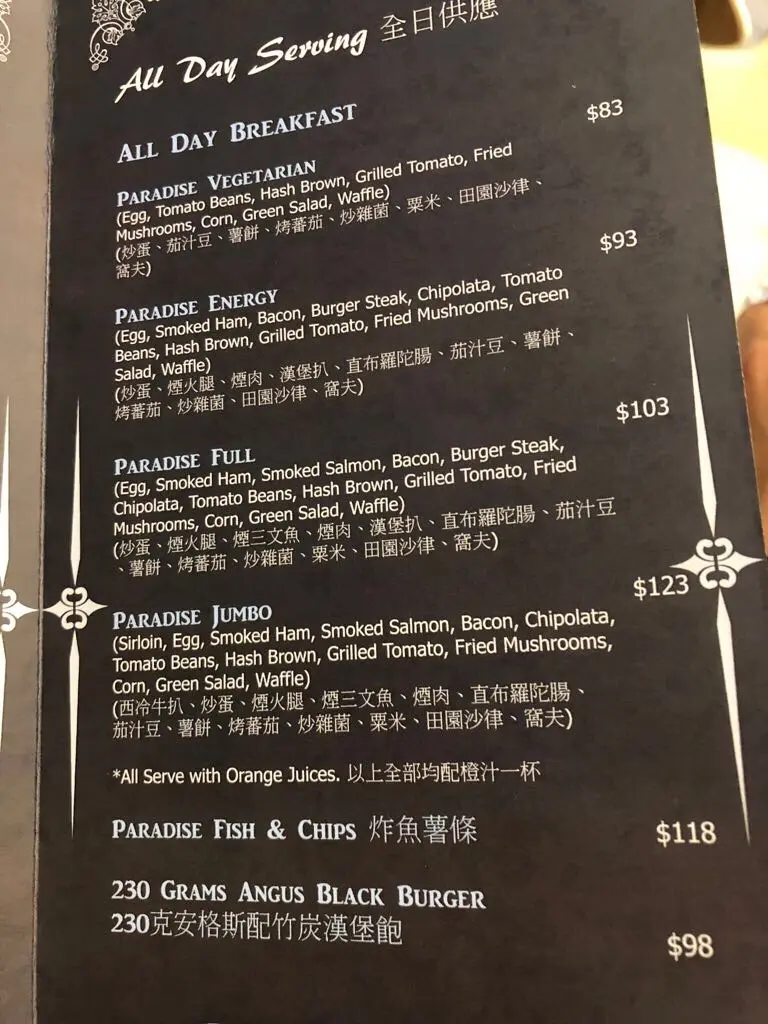 All Day Serving 全日供應
All Day Breakfast
$83
Paradise Vegetarian
(Egg, Tomato Beans, Hash Brown, Grilled Tomato, Fried
Mushrooms, Corn, Green Salad, Waffle)
(炒蛋、茄汁豆、薯餅、烤蕃茄、炒雜菌、粟米、田園沙律、
窩夫)
$93
Paradise Energy
(Egg, Smoked Ham, Bacon, Burger Steak, Chipolata, Tomato
Beans, Hash Brown, Grilled Tomato, Fried Mushrooms, Green
Salad, Waffle)
(炒蛋、煙火腿、煙肉、漢堡扒、直布羅陀腸、茄汁豆、薯餅、
烤蕃茄、炒雜菌、田園沙律、窩夫)
$103
Paradise Full
(Egg, Smoked Ham, Smoked Salmon, Bacon, Burger Steak,
Chipolata, Tomato Beans, Hash Brown, Grilled Tomato, Fried
Mushrooms, Corn, Green Salad, Waffle)
(炒蛋、煙火腿、煙三文魚、煙肉、漢堡扒、直布羅陀腸、茄汁豆
、薯餅、烤蕃茄、炒雜菌、粟米、田園沙律、窩夫)
$123
Paradise Jumbo
(Sirloin, Egg, Smoked Ham, Smoked Salmon, Bacon, Chipolata,
Tomato Beans, Hash Brown, Grilled Tomato, Fried Mushrooms,
Corn, Green Salad, Waffle)
(西冷牛扒、炒蛋、煙火腿、煙三文魚、煙肉、直布羅陀腸、
茄汁豆、薯餅、烤蕃茄、炒雜菌、粟米、田園沙律、窩夫)
*All Serve with Orange Juices. 以上全部均配橙汁一杯
Paradise Fish & Chips 炸魚薯條
$118
230 Grams Angus Black Burger
230克安格斯配竹炭漢堡飽
$98